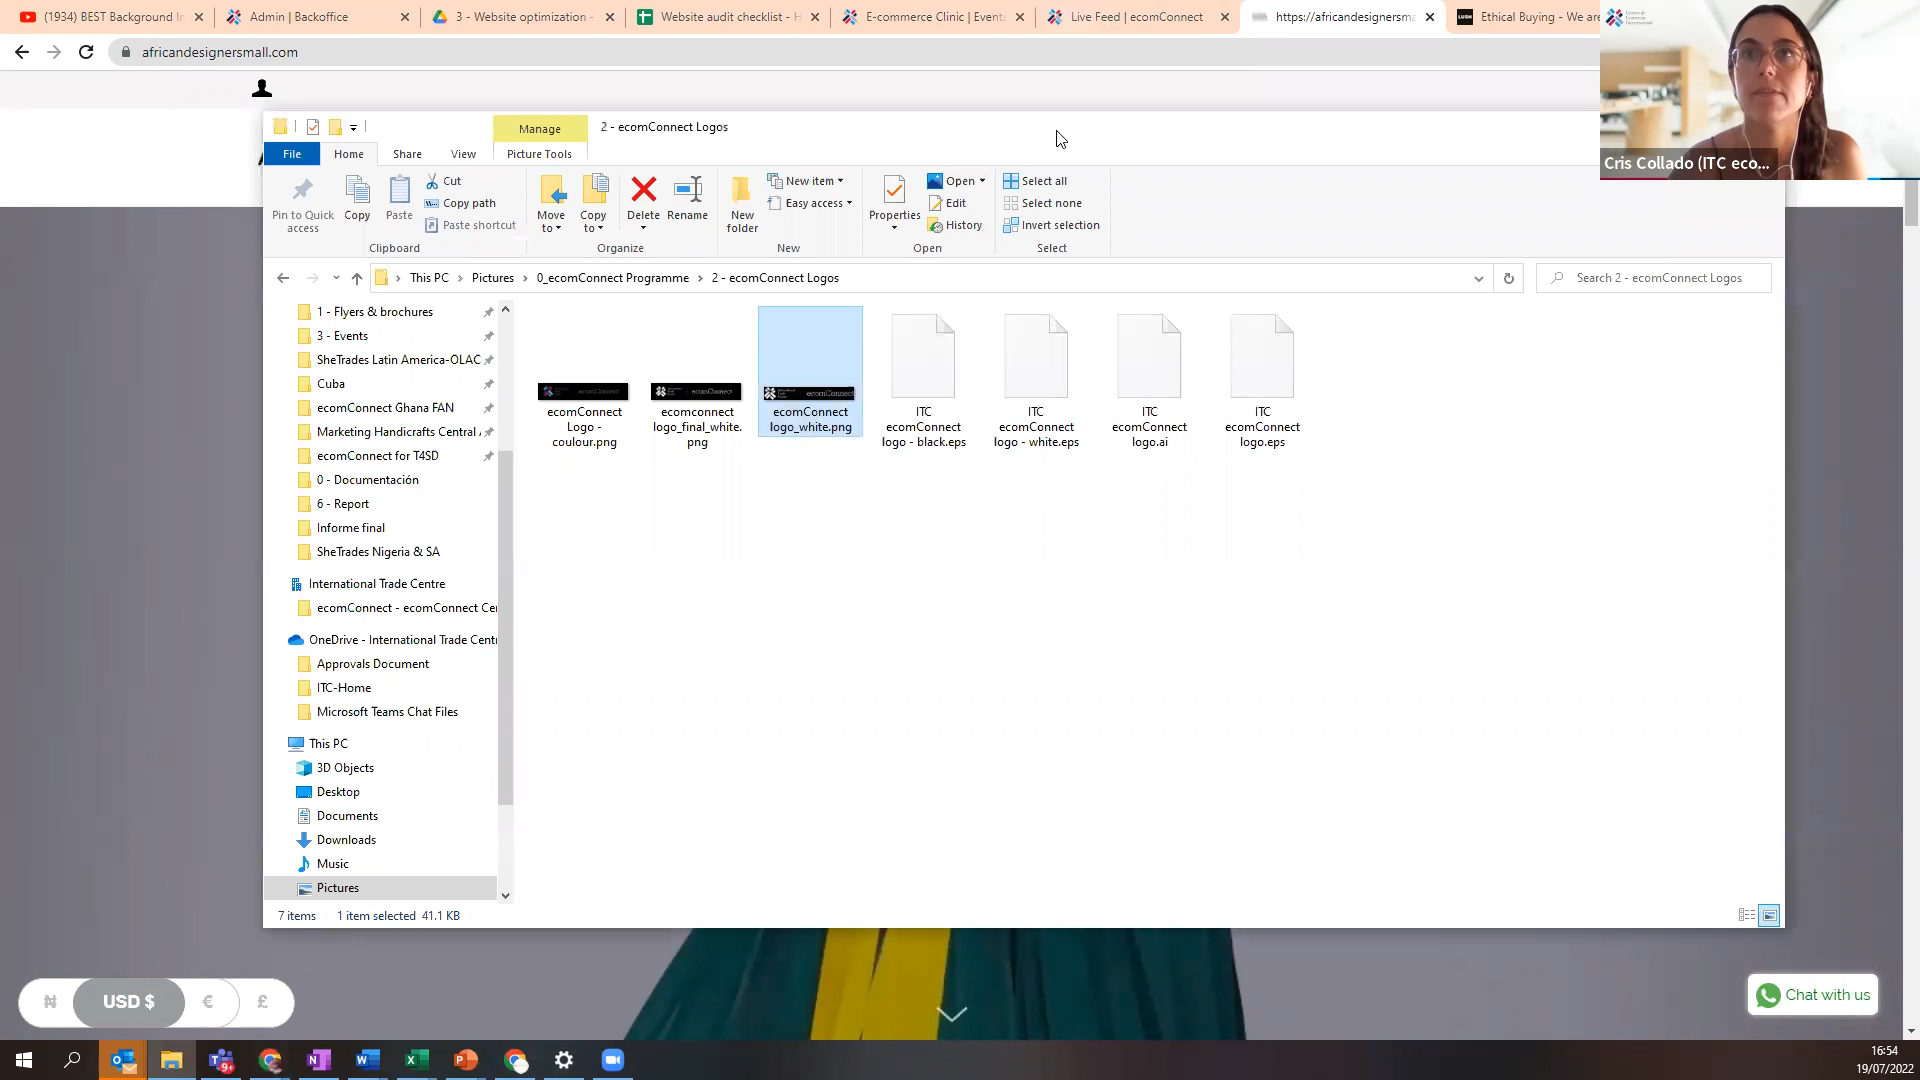 (1934) BEST Background In
Admin | Backoffice
3 - Website optimization -
Website audit checklist - H
E-commerce Clinic | Event
Live Feed | ecomConnect
https://africandesignersma
Ethical Buying - We are
africandesignersmall.com
Cris Collado (ITC eco...
Manage
2 - ecomConnect Logos
File
Home
Share
View
Picture Tools
Pin to Quick access
Copy
Paste
Cut
Copy path
Paste shortcut
Move to
Copy to
Delete
Rename
New folder
New item
Easy access
Properties
Open
Edit
History
Select all
Select none
Invert selection
Clipboard
Organize
New
Open
Select
This PC
Pictures
0_ecomConnect Programme
2 - ecomConnect Logos
Search 2 - ecomConnect Logos
1 - Flyers & brochures
3 - Events
SheTrades Latin America-OLAC
Cuba
ecomConnect Ghana FAN
Marketing Handicrafts Central
ecomConnect for T4SD
0 - Documentación
6 - Report
Informe final
SheTrades Nigeria & SA
International Trade Centre
ecomConnect - ecomConnect Cer
OneDrive - International Trade Centr
Approvals Document
ITC-Home
Microsoft Teams Chat Files
This PC
3D Objects
Desktop
Documents
Downloads
Music
Pictures
ecomConnect
Logo -
coulour.png
ecomconnect
logo_final_white.
png
ecomConnect
logo_white.png
ITC
ecomConnect
logo - black.eps
ITC
ecomConnect
logo - white.eps
ITC
ecomConnect
logo.ai
ITC
ecomConnect
logo.eps
7 items
1 item selected 41.1 KB
₦
USD $
€
£
Chat with us
16:54
19/07/2022